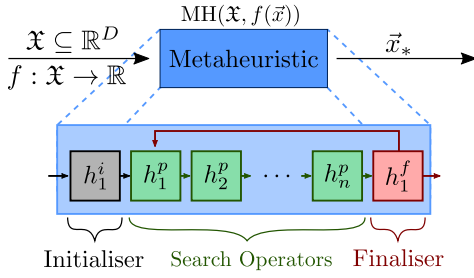 MH(𝔛, f(x⃗))
𝔛 ⊆ ℝ^D
f : 𝔛 → ℝ
Metaheuristic
x⃗_*
h_1^i h_1^p h_2^p ⋯ h_n^p h_1^f
Initialiser Search Operators Finaliser